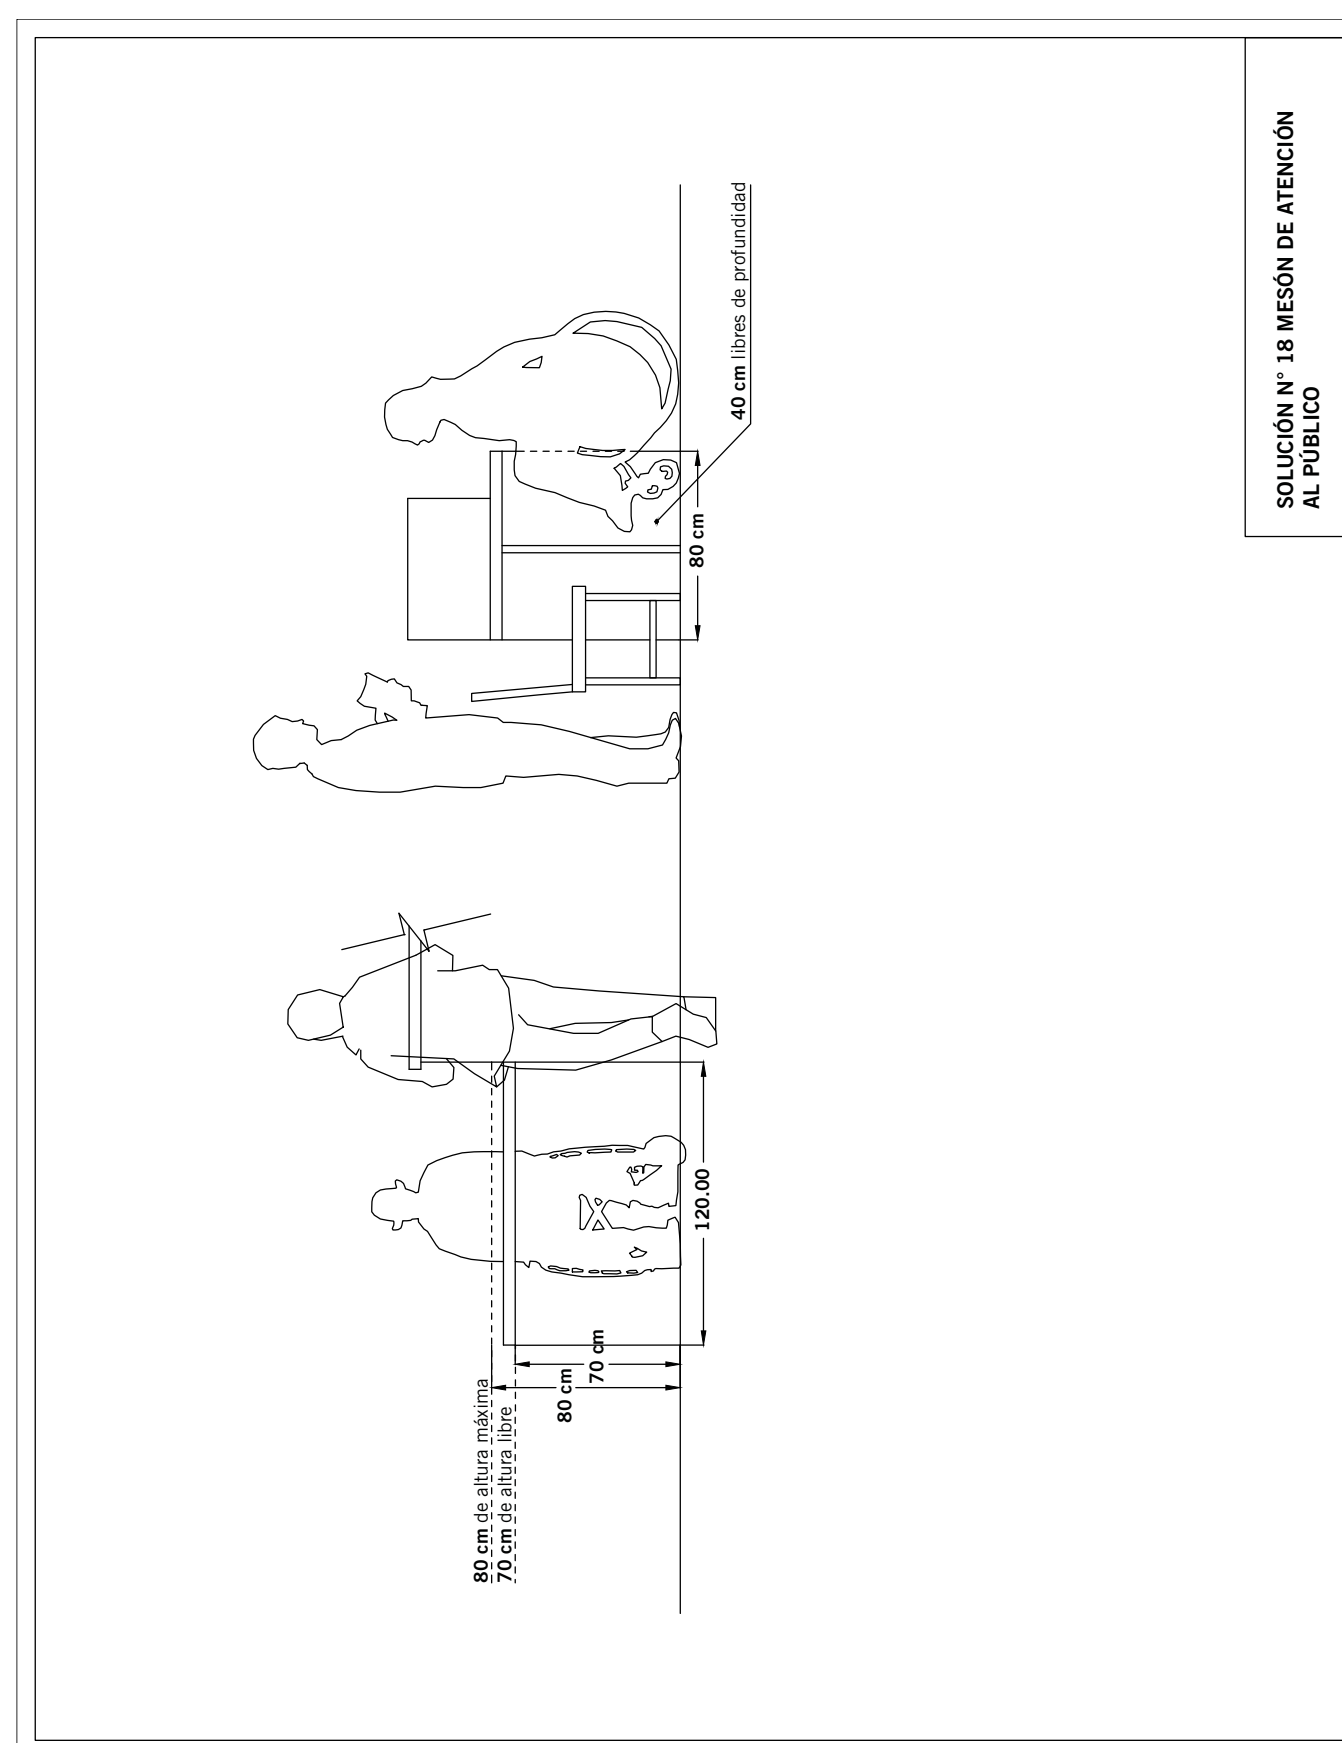 80 cm de altura máxima
70 cm de altura libre
80 cm
70 cm
120.00
80 cm
40 cm libres de profundidad
SOLUCIÓN N° 18 MESÓN DE ATENCIÓN
AL PÚBLICO